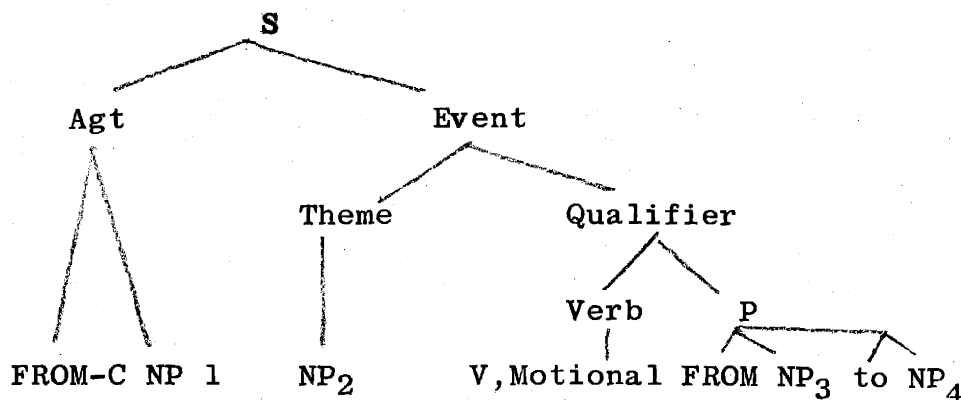 S
Agt Event
Theme Qualifier
Verb P
FROM-C NP 1 NP2 V,Motional FROM NP3 to NP4